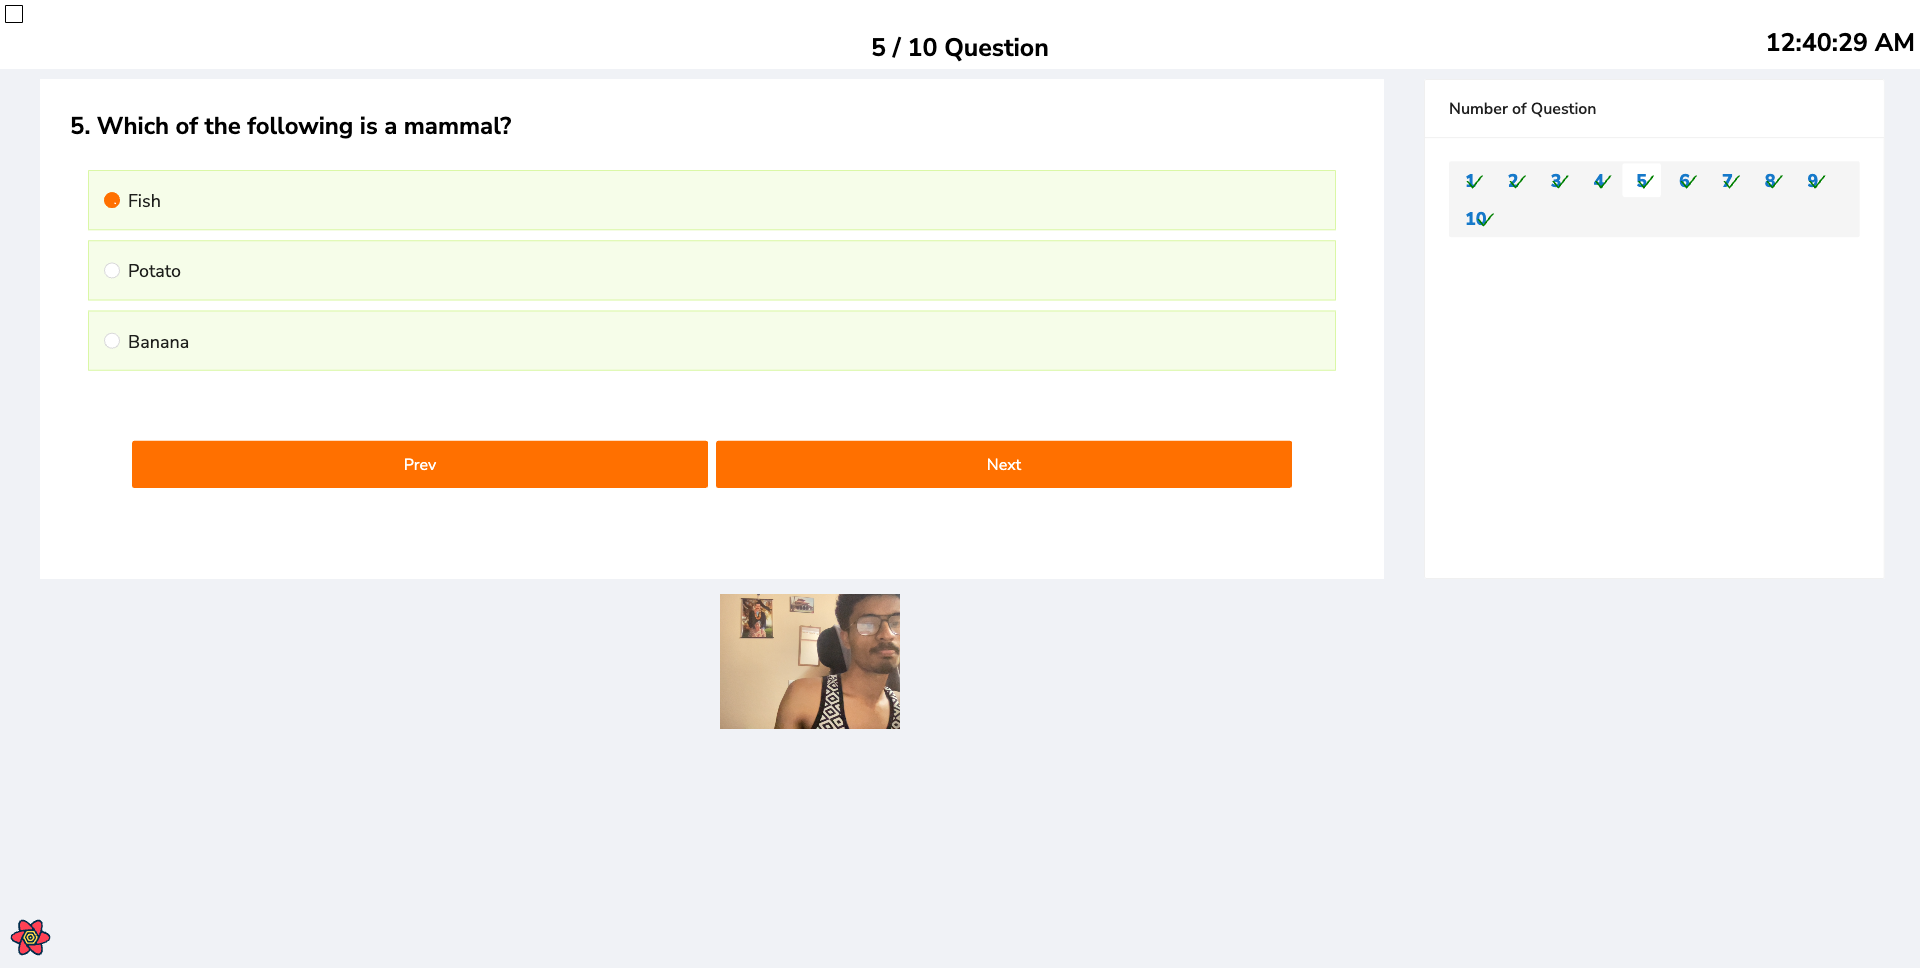 5 / 10 Question
12:40:29 AM
5. Which of the following is a mammal?
Fish
Potato
Banana
Prev
Next
Number of Question
1 2 3 4 5 6 7 8 9
10